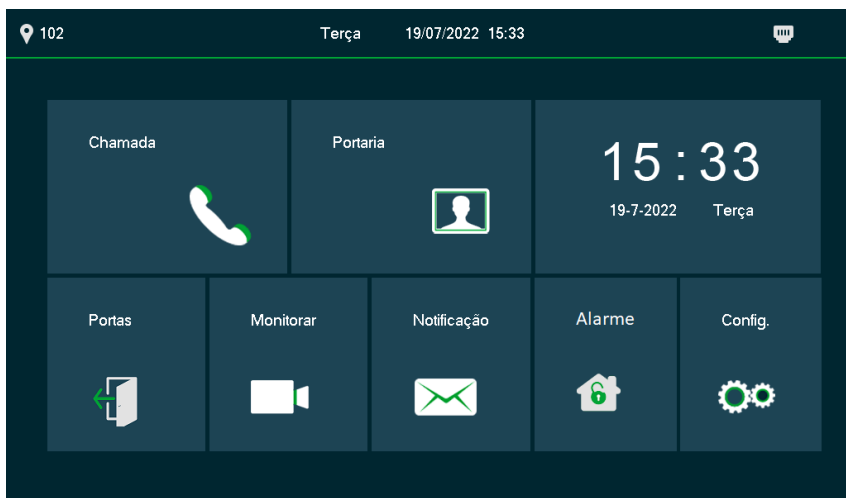 102
Terça 19/07/2022 15:33
Chamada
Portaria
15:33
19-7-2022 Terça
Portas
Monitorar
Notificação
Alarme
Config.